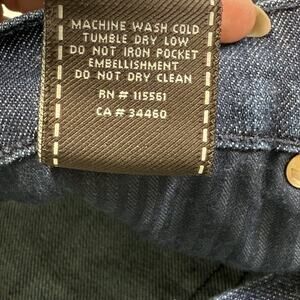 MACHINE WASH COLD
TUMBLE DRY LOW
DO NOT IRON POCKET
EMBELLISHMENT
DO NOT DRY CLEAN
RN # 115561
CA # 34460